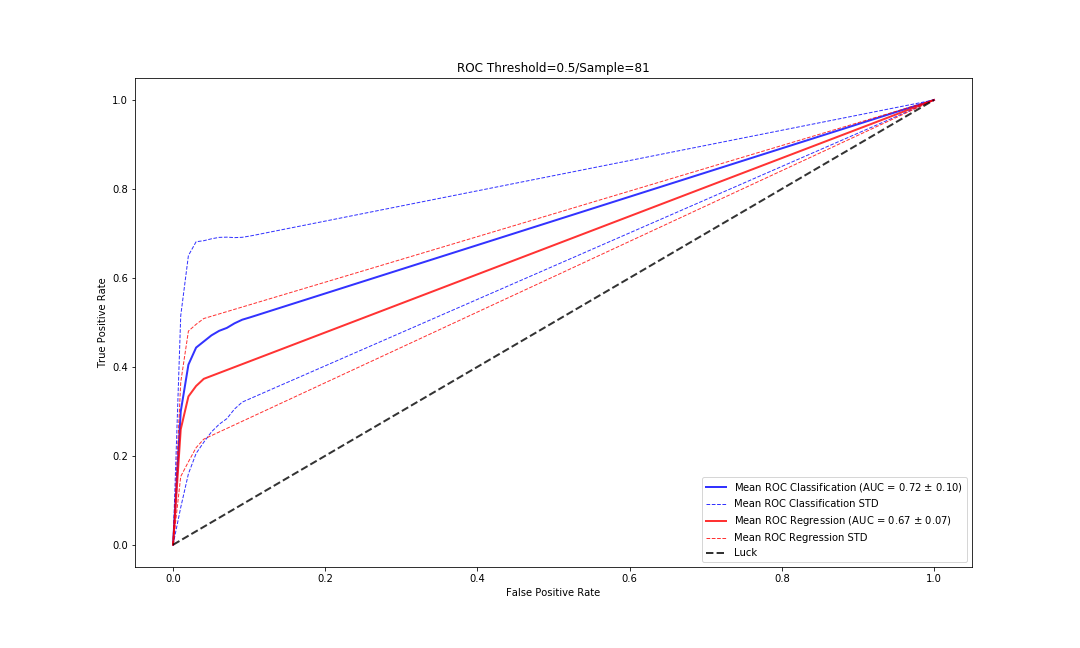 ROC Threshold=0.5/Sample=81
True Positive Rate
1.0
0.8
0.6
0.4
0.2
0.0
0.0 0.2 0.4 0.6 0.8 1.0
False Positive Rate
Mean ROC Classification (AUC = 0.72 ± 0.10)
Mean ROC Classification STD
Mean ROC Regression (AUC = 0.67 ± 0.07)
Mean ROC Regression STD
Luck